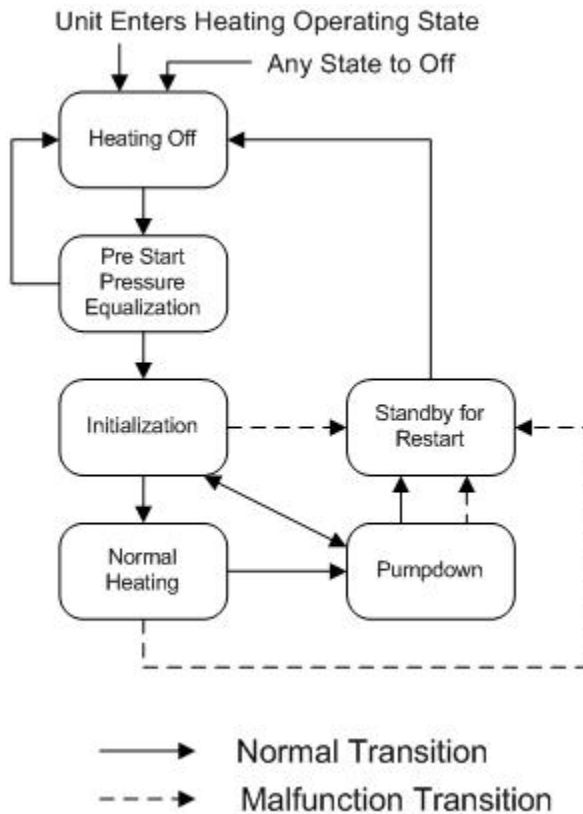 Unit Enters Heating Operating State
Any State to Off
Heating Off
Pre Start
Pressure
Equalization
Initialization
Standby for
Restart
Normal
Heating
Pumpdown
Normal Transition
Malfunction Transition